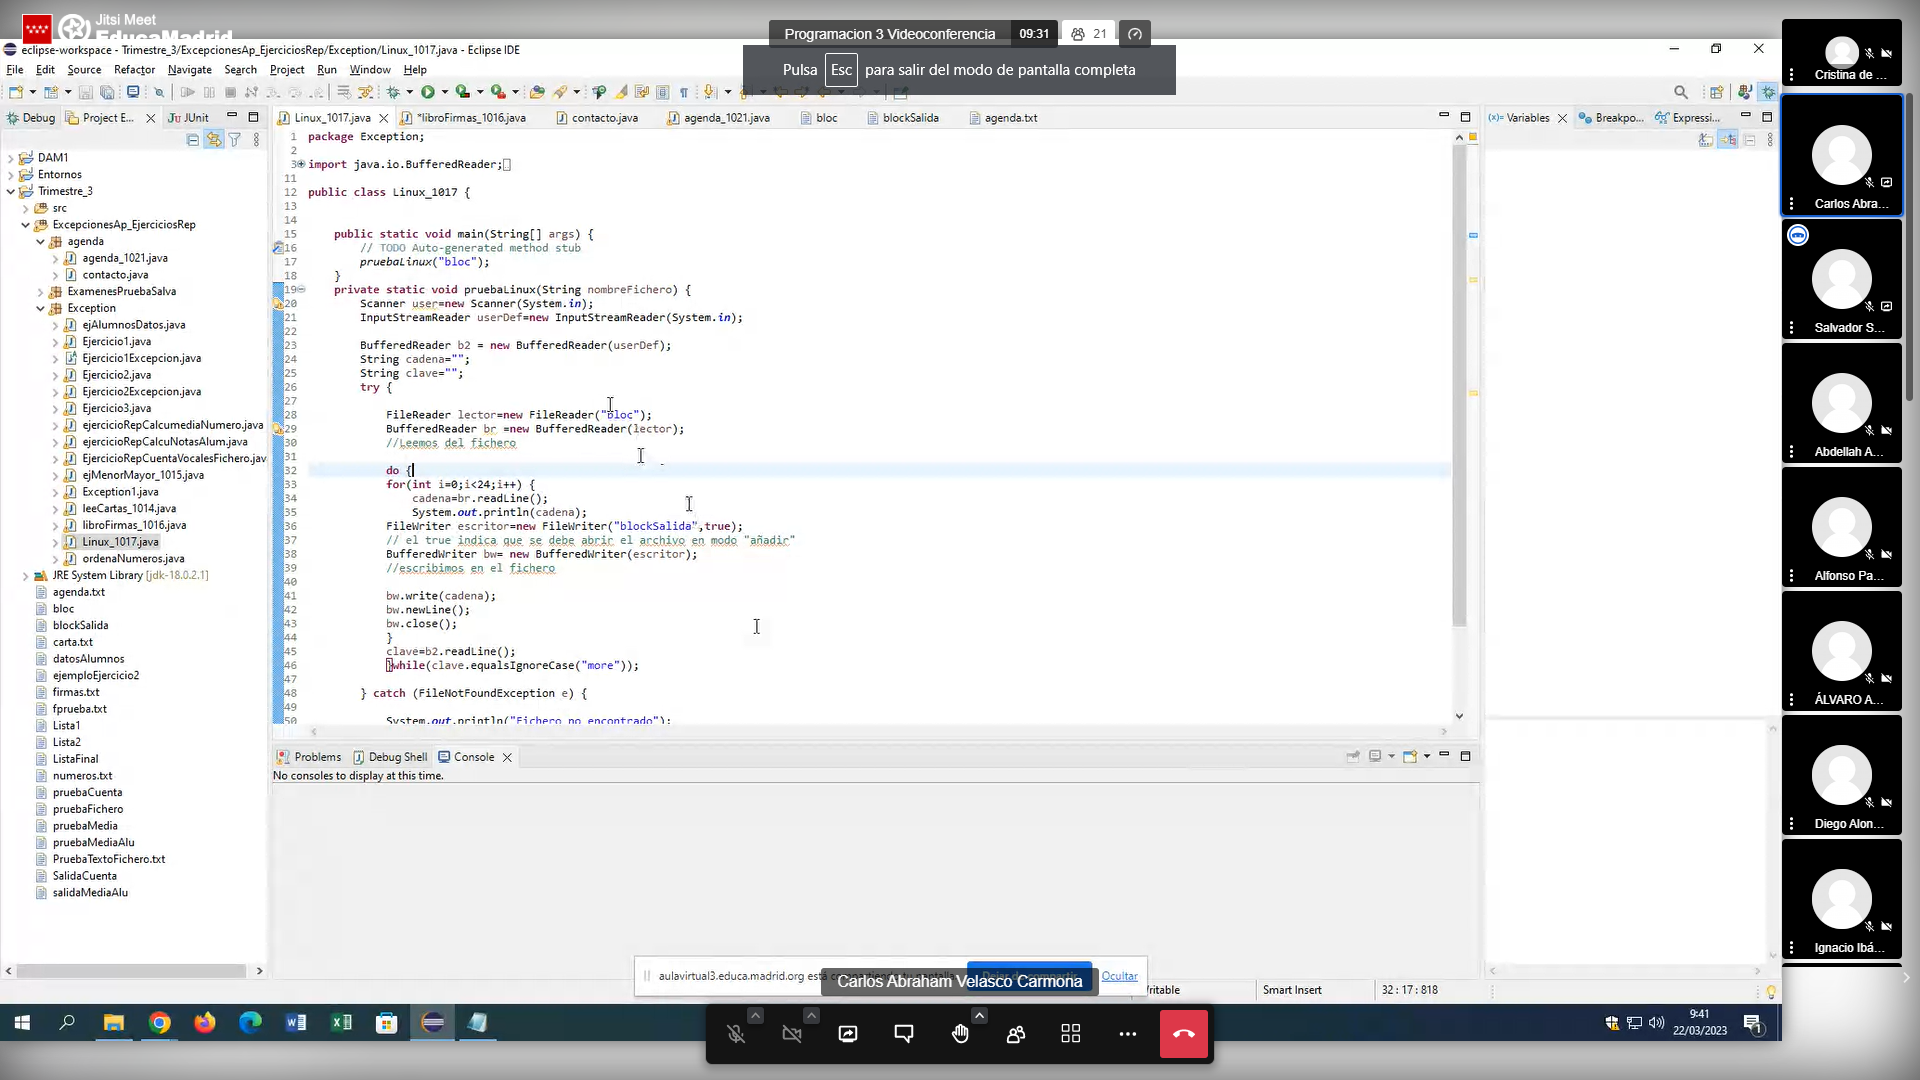 Jitsi Meet
EducaMadrid
Programacion 3 Videoconferencia 09:31 21
Pulsa Esc para salir del modo de pantalla completa
eclipse-workspace - Trimestre_3/ExcepcionesAp_EjerciciosRep/Exception/Linux_1017.java - Eclipse IDE
File Edit Source Refactor Navigate Search Project Run Window Help
Debug Project E... JUnit
Linux_1017.java *libroFirmas_1016.java contacto.java agenda_1021.java bloc blockSalida agenda.txt
(x)= Variables Breakpo... Expressi...
DAM1
Entornos
Trimestre_3
src
ExcepcionesAp_EjerciciosRep
agenda
agenda_1021.java
contacto.java
ExamenesPruebaSalva
Exception
ejAlumnosDatos.java
Ejercicio1.java
Ejercicio1Excepcion.java
Ejercicio2.java
Ejercicio2Excepcion.java
Ejercicio3.java
ejercicioRepCalcumediaNumero.java
ejercicioRepCalcuNotasAlum.java
EjercicioRepCuentaVocalesFichero.jav
ejMenorMayor_1015.java
Exception1.java
leeCartas_1014.java
libroFirmas_1016.java
Linux_1017.java
ordenaNumeros.java
JRE System Library [jdk-18.0.2.1]
agenda.txt
bloc
blockSalida
carta.txt
datosAlumnos
ejemploEjercicio2
firmas.txt
fprueba.txt
Lista1
Lista2
ListaFinal
numeros.txt
pruebaCuenta
pruebaFichero
pruebaMedia
pruebaMediaAlu
PruebaTextoFichero.txt
SalidaCuenta
salidaMediaAlu
1 package Exception;
2
3 import java.io.BufferedReader;
11
12 public class Linux_1017 {
13
14
15 public static void main(String[] args) {
16 // TODO Auto-generated method stub
17 pruebaLinux("bloc");
18 }
19 private static void pruebaLinux(String nombreFichero) {
20 Scanner user=new Scanner(System.in);
21 InputStreamReader userDef=new InputStreamReader(System.in);
22
23 BufferedReader b2 = new BufferedReader(userDef);
24 String cadena="";
25 String clave="";
26 try {
27
28 FileReader lector=new FileReader("bloc");
29 BufferedReader br =new BufferedReader(lector);
30 //Leemos del fichero
31
32 do {
33 for(int i=0;i<24;i++) {
34 cadena=br.readLine();
35 System.out.println(cadena);
36 FileWriter escritor=new FileWriter("blockSalida",true);
37 // el true indica que se debe abrir el archivo en modo "añadir"
38 BufferedWriter bw= new BufferedWriter(escritor);
39 //escribimos en el fichero
40
41 bw.write(cadena);
42 bw.newLine();
43 bw.close();
44 }
45 clave=b2.readLine();
46 }while(clave.equalsIgnoreCase("more"));
47
48 } catch (FileNotFoundException e) {
49
50 System.out.println("Fichero no encontrado");
Problems Debug Shell Console
No consoles to display at this time.
Cristina de ...
Carlos Abra...
Salvador S...
Abdellah A...
Alfonso Pa...
ÁLVARO A...
Diego Alon...
Ignacio Ibá...
aulavirtual3.educa.madrid.org está Ocultar
Carlos Abraham Velasco Carmona
Smart Insert 32 : 17 : 818
9:41
22/03/2023
1